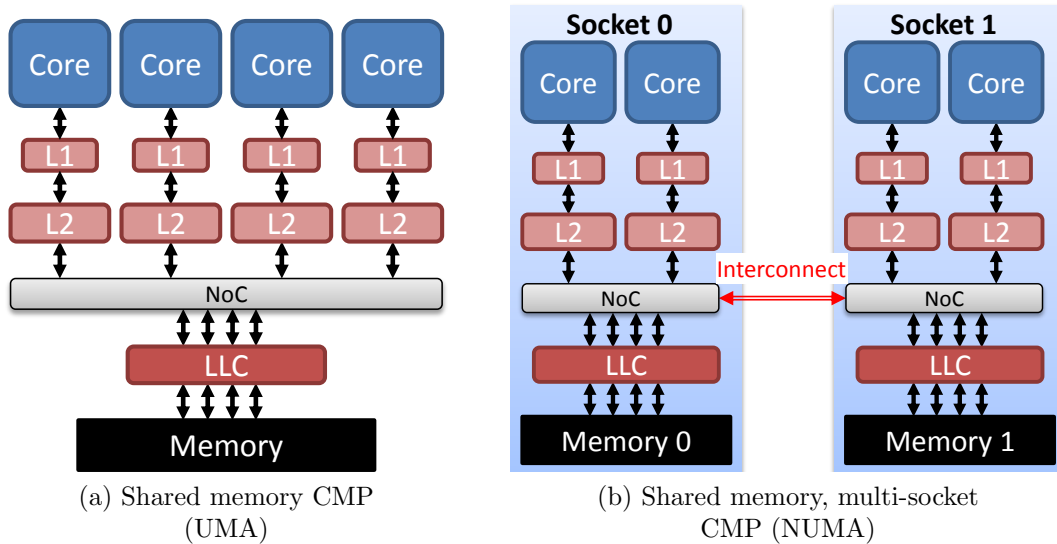 Core Core Core Core
L1 L1 L1 L1
L2 L2 L2 L2
NoC
LLC
Memory
(a) Shared memory CMP
(UMA)
Socket 0
Core Core
L1 L1
L2 L2
NoC
LLC
Memory 0
Interconnect
Socket 1
Core Core
L1 L1
L2 L2
NoC
LLC
Memory 1
(b) Shared memory, multi-socket
CMP (NUMA)